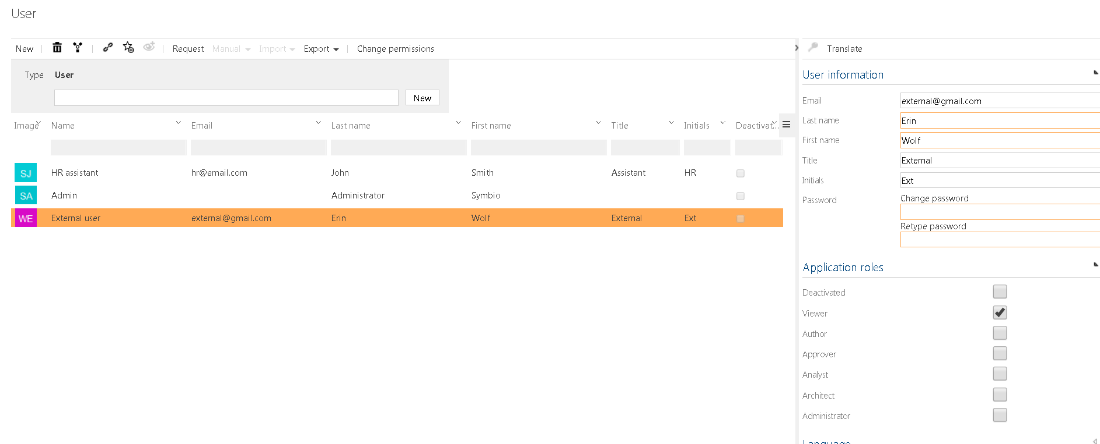 User
New Request Manual Import Export Change permissions
Type User
New
Image Name Email Last name First name Title Initials Deactivat...
SJ HR assistant hr@email.com John Smith Assistant HR
SA Admin Administrator Symbio
WE External user external@gmail.com Erin Wolf External Ext
Translate
User information
Email external@gmail.com
Last name Erin
First name Wolf
Title External
Initials Ext
Password Change password
Retype password
Application roles
Deactivated
Viewer
Author
Approver
Analyst
Architect
Administrator
Language